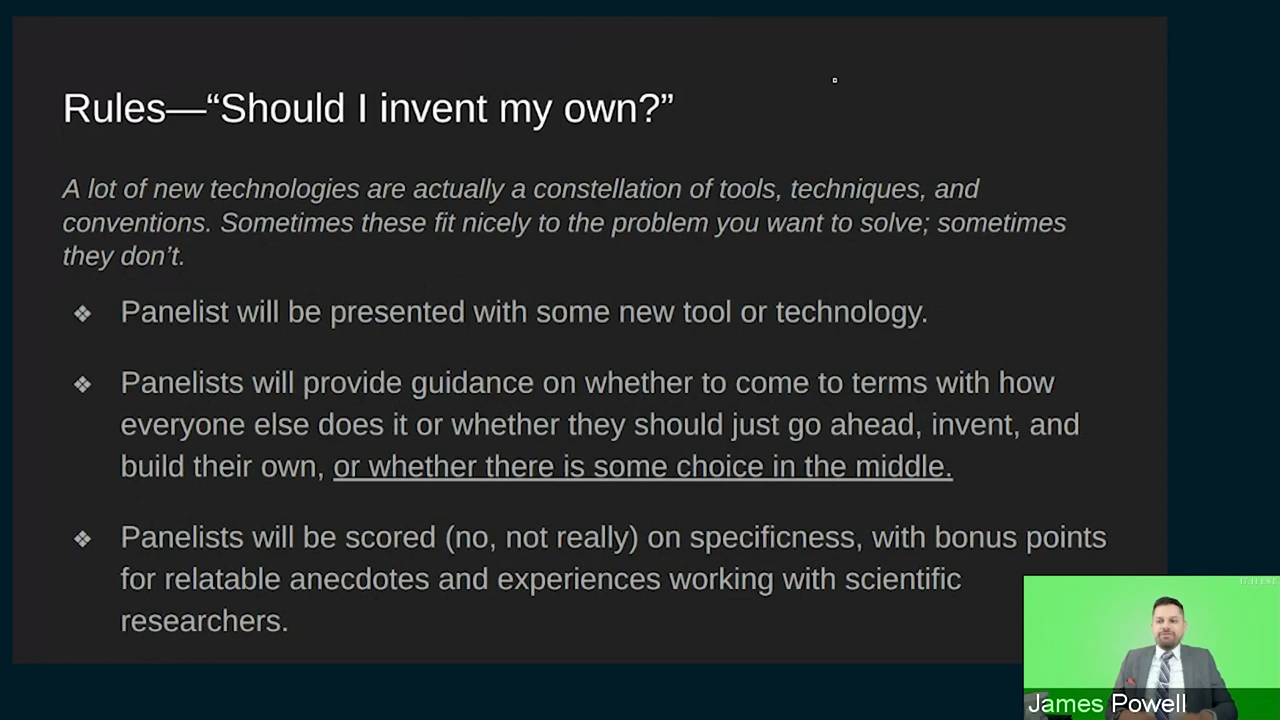 Rules—“Should I invent my own?”
A lot of new technologies are actually a constellation of tools, techniques, and
conventions. Sometimes these fit nicely to the problem you want to solve; sometimes
they don’t.
❖ Panelist will be presented with some new tool or technology.
❖ Panelists will provide guidance on whether to come to terms with how
everyone else does it or whether they should just go ahead, invent, and
build their own, or whether there is some choice in the middle.
❖ Panelists will be scored (no, not really) on specificness, with bonus points
for relatable anecdotes and experiences working with scientific
researchers.
James Powell